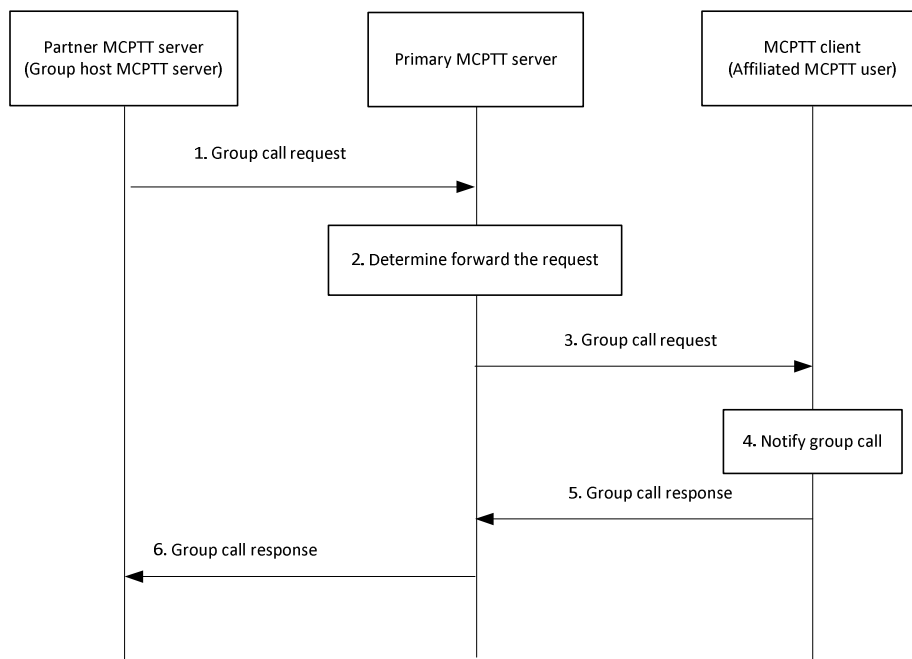 Partner MCPTT server
(Group host MCPTT server)
Primary MCPTT server
MCPTT client
(Affiliated MCPTT user)
1. Group call request
2. Determine forward the request
3. Group call request
4. Notify group call
5. Group call response
6. Group call response